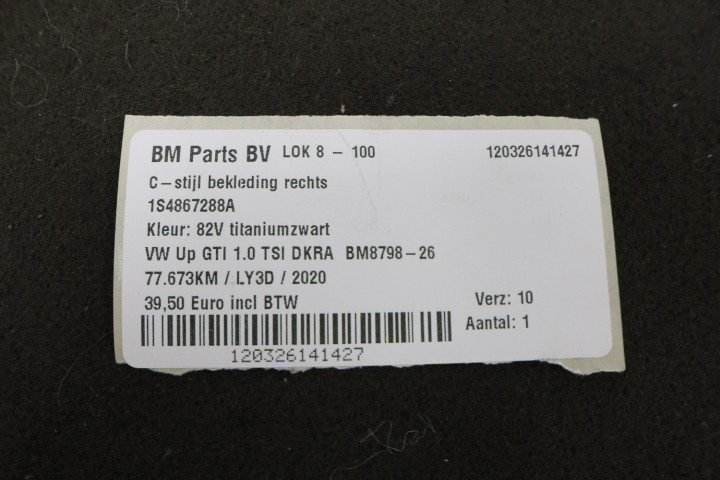 BM Parts BV LOK 8 - 100 120326141427
C-stijl bekleding rechts
1S4867288A
Kleur: 82V titaniumzwart
VW Up GTI 1.0 TSI DKRA BM8798-26
77.673KM / LY3D / 2020
39,50 Euro incl BTW Verz: 10
Aantal: 1
120326141427